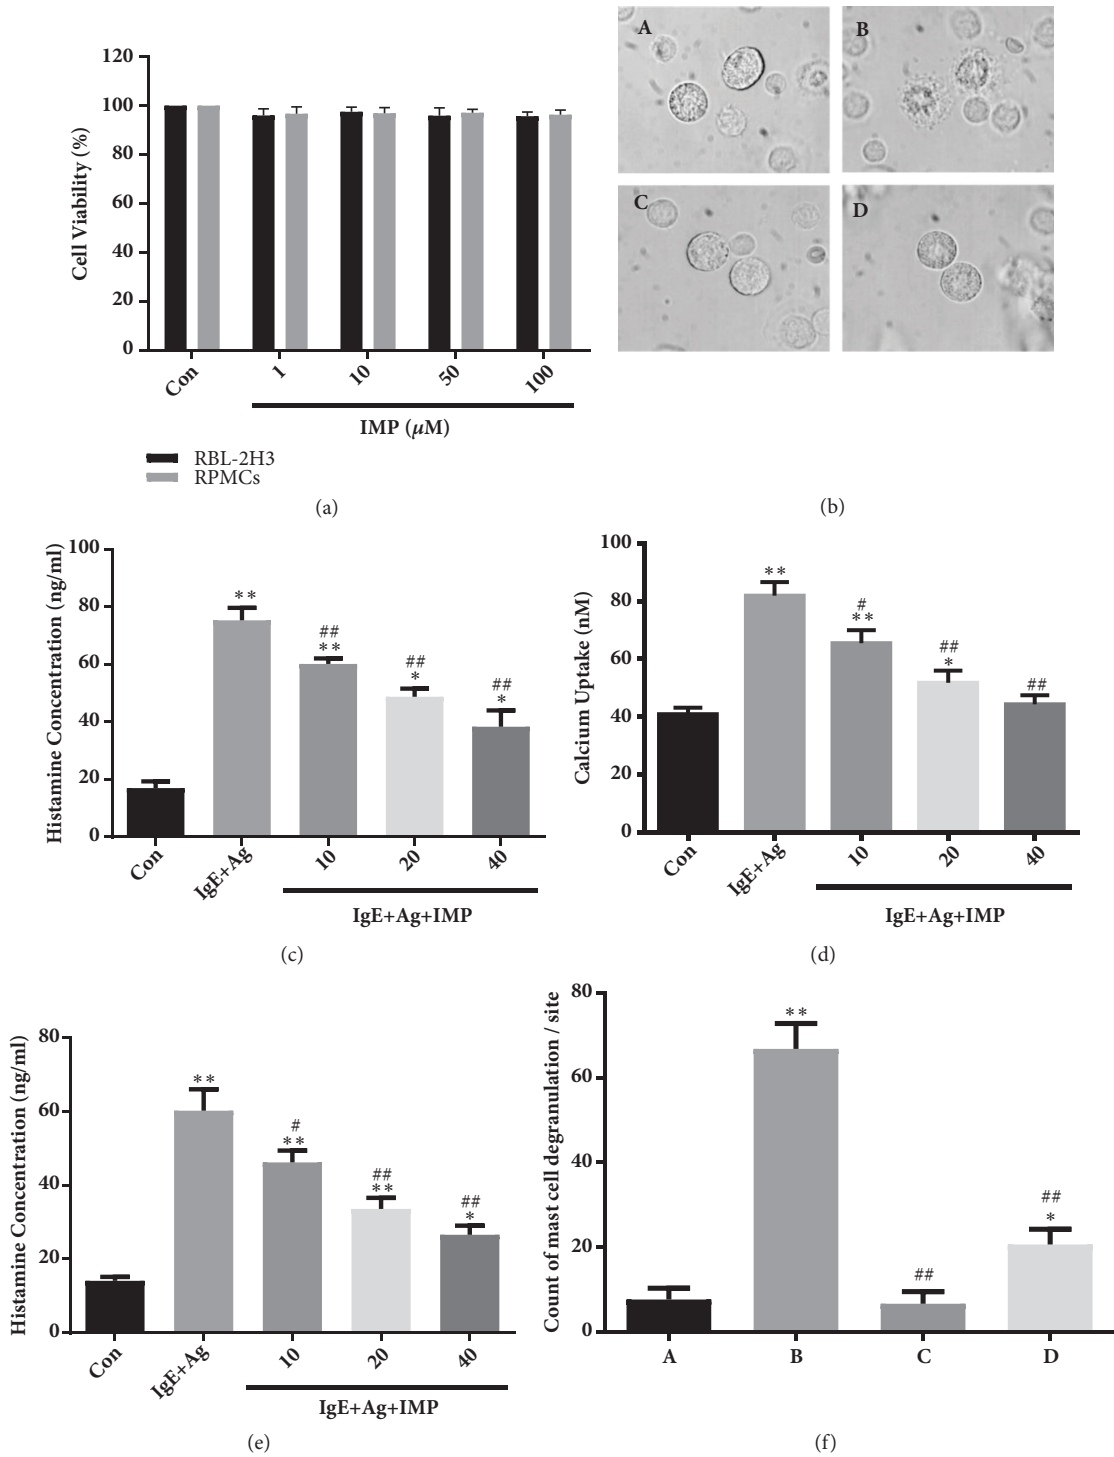 120
100
80
60
40
20
0
Cell Viability (%)
Con
1
10
50
100
IMP (μM)
RBL-2H3
RPMCs
(a)
A
B
C
D
(b)
100
80
60
40
20
0
Histamine Concentration (ng/ml)
**
##
**
##
*
##
*
Con
IgE+Ag
10
20
40
IgE+Ag+IMP
(c)
100
80
60
40
20
0
Calcium Uptake (nM)
**
#
**
##
*
##
Con
IgE+Ag
10
20
40
IgE+Ag+IMP
(d)
80
60
40
20
0
Histamine Concentration (ng/ml)
**
#
**
##
**
##
*
Con
IgE+Ag
10
20
40
IgE+Ag+IMP
(e)
80
60
40
20
0
Count of mast cell degranulation / site
**
##
##
*
A
B
C
D
(f)